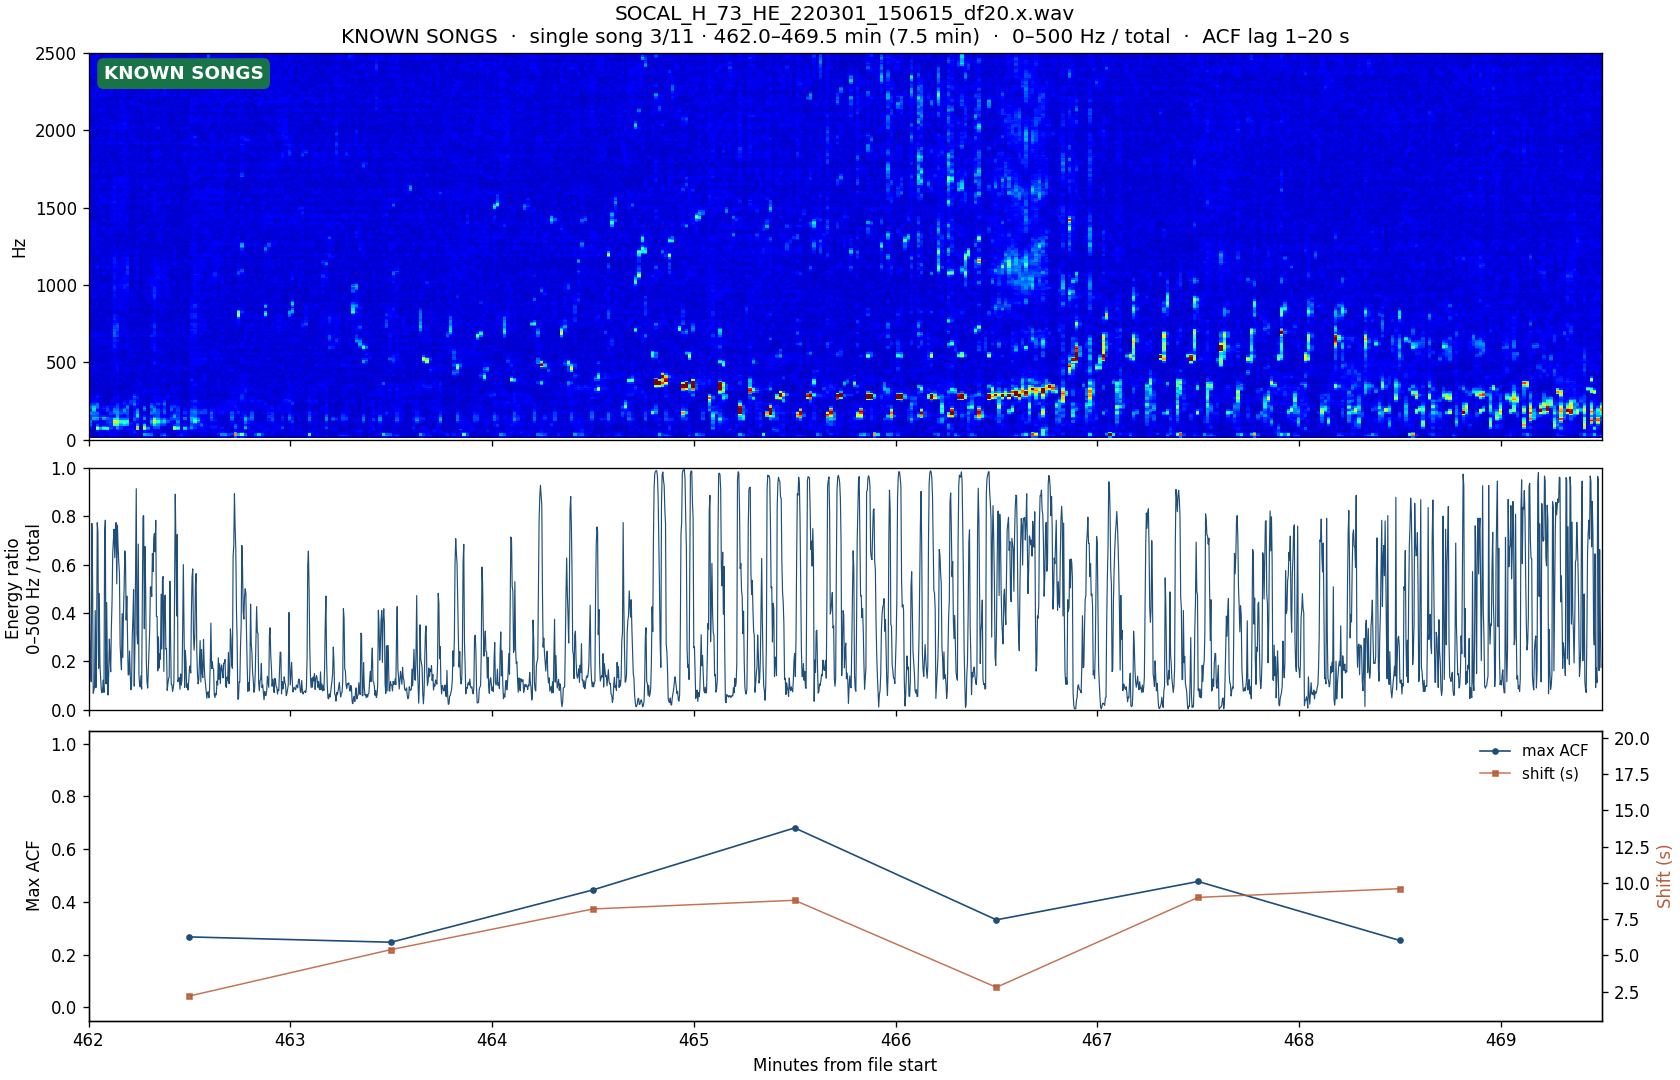 SOCAL_H_73_HE_220301_150615_df20.x.wav
KNOWN SONGS  ·  single song 3/11 · 462.0–469.5 min (7.5 min)  ·  0–500 Hz / total  ·  ACF lag 1–20 s
KNOWN SONGS
2500
2000
1500
1000
500
0
Hz
1.0
0.8
0.6
0.4
0.2
0.0
Energy ratio
0–500 Hz / total
1.0
0.8
0.6
0.4
0.2
0.0
Max ACF
max ACF
shift (s)
20.0
17.5
15.0
12.5
10.0
7.5
5.0
2.5
Shift (s)
462 463 464 465 466 467 468 469
Minutes from file start